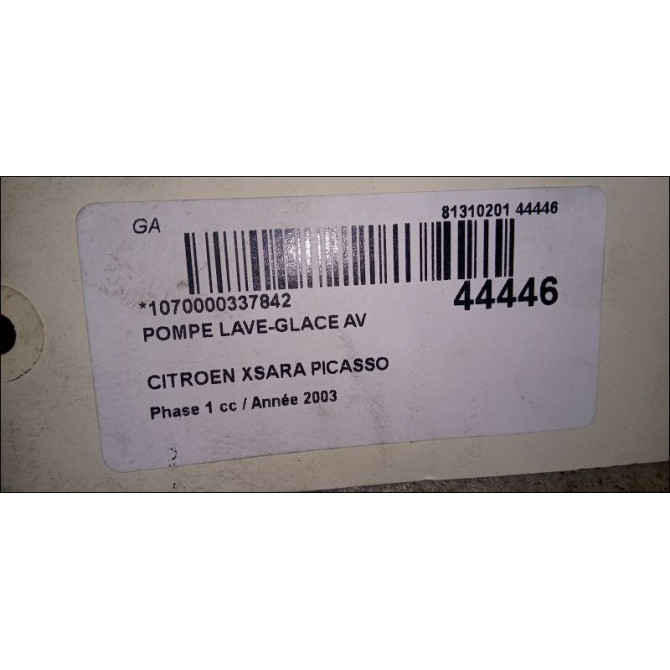 GA
81310201 44446
*1070000337842
44446
POMPE LAVE-GLACE AV
CITROEN XSARA PICASSO
Phase 1 cc / Année 2003